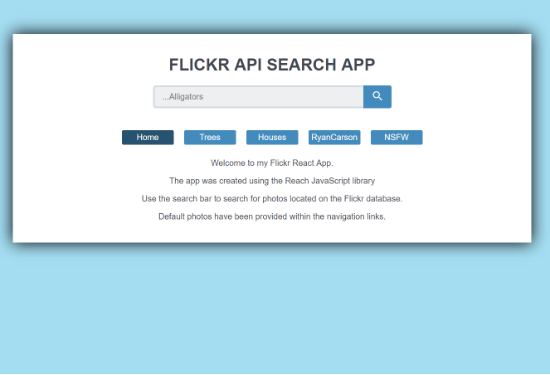 FLICKR API SEARCH APP
...Alligators
Home Trees Houses RyanCarson NSFW
Welcome to my Flickr React App.
The app was created using the Reach JavaScript library
Use the search bar to search for photos located on the Flickr database.
Default photos have been provided within the navigation links.